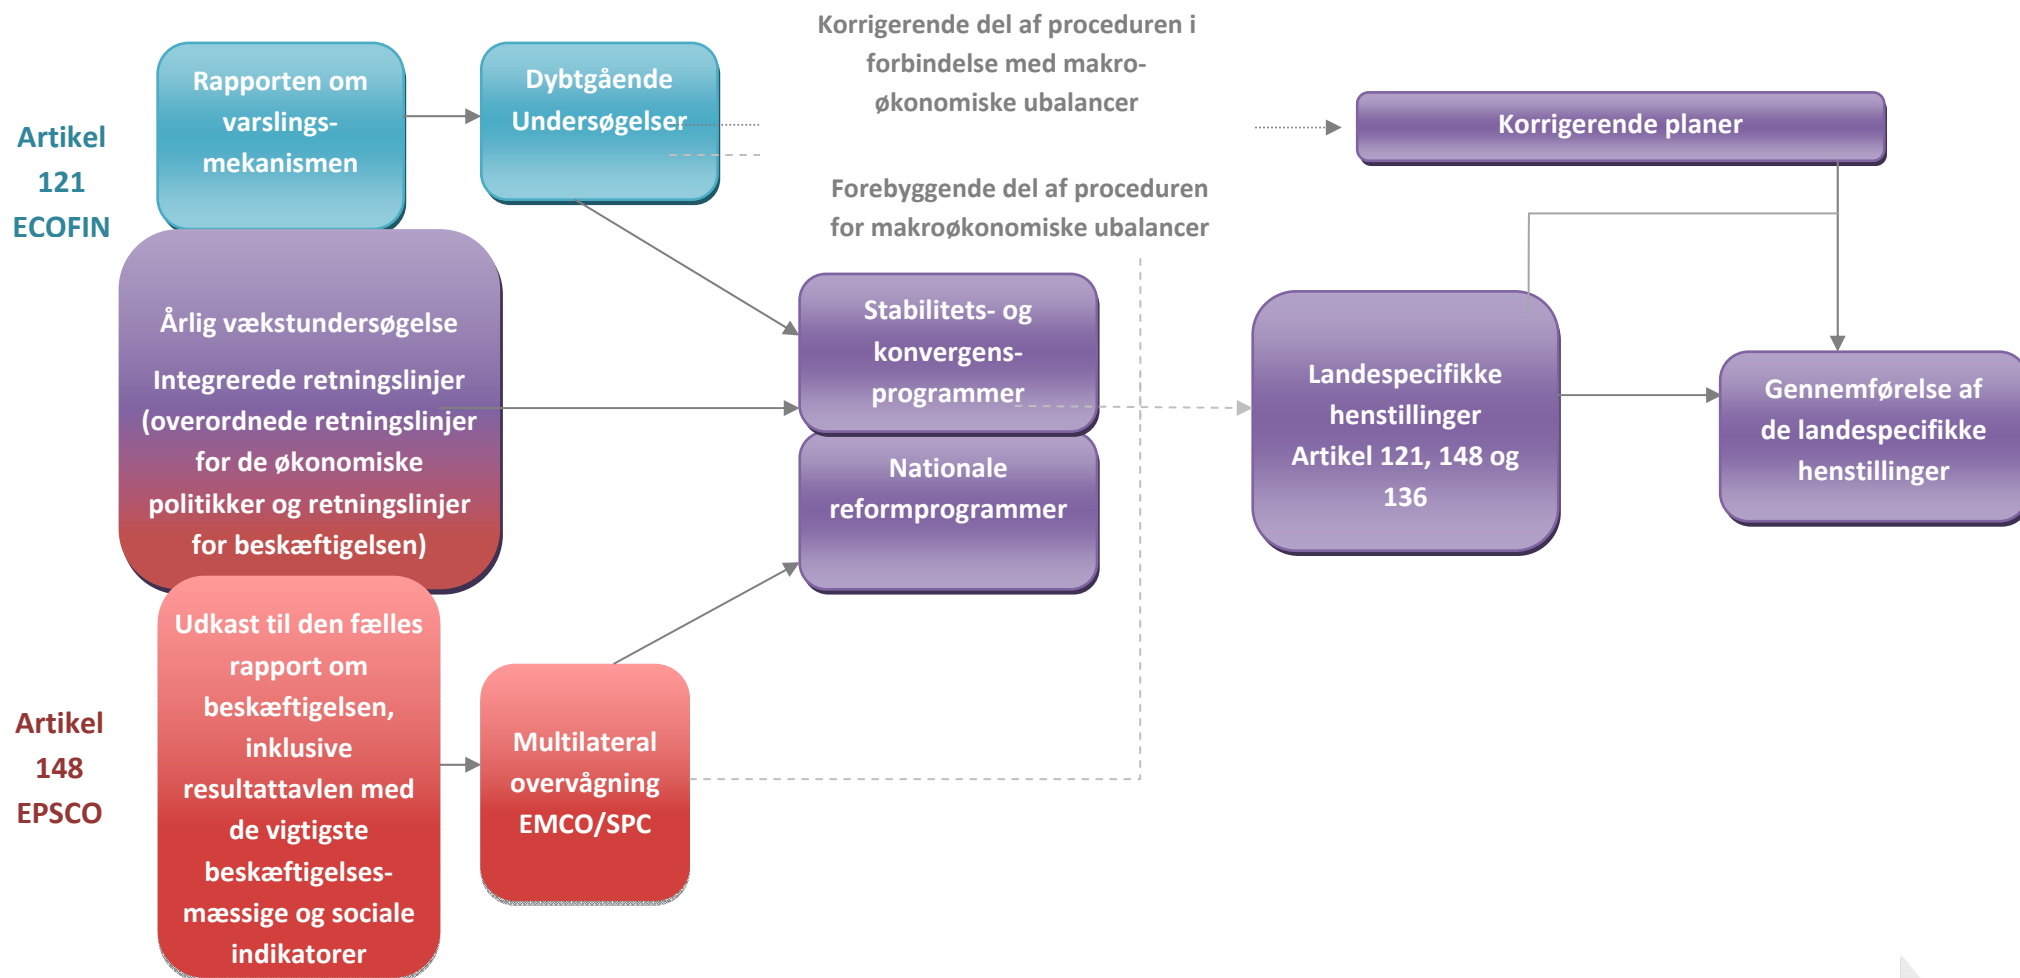 Artikel
121
ECOFIN
Rapporten om
varslings-
mekanismen
Dybtgående
Undersøgelser
Korrigerende del af proceduren i
forbindelse med makro-
økonomiske ubalancer
Korrigerende planer
Forebyggende del af proceduren
for makroøkonomiske ubalancer
Årlig vækstundersøgelse
Integrerede retningslinjer
(overordnede retningslinjer
for de økonomiske
politikker og retningslinjer
for beskæftigelsen)
Stabilitets- og
konvergens-
programmer
Nationale
reformprogrammer
Landespecifikke
henstillinger
Artikel 121, 148 og
136
Gennemførelse af
de landespecifikke
henstillinger
Artikel
148
EPSCO
Udkast til den fælles
rapport om
beskæftigelsen,
inklusive
resultattavlen med
de vigtigste
beskæftigelses-
mæssige og sociale
indikatorer
Multilateral
overvågning
EMCO/SPC